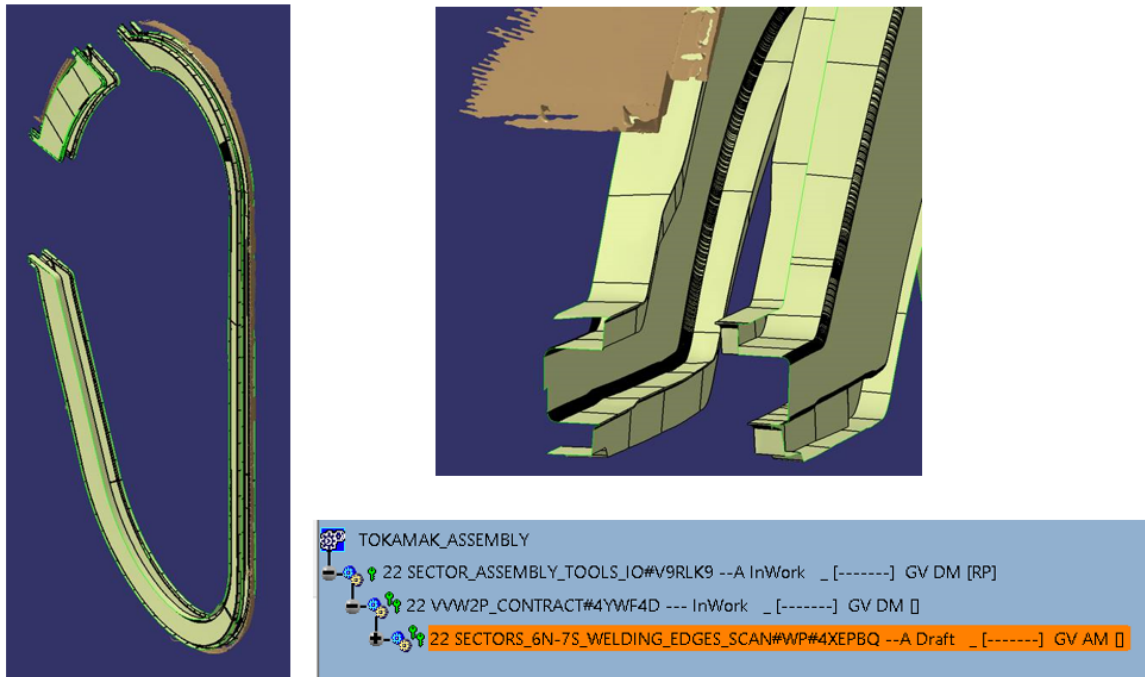 TOKAMAK_ASSEMBLY
22 SECTOR_ASSEMBLY_TOOLS_IO#V9RLK9 --A InWork _ [-------] GV DM [RP]
22 VVW2P_CONTRACT#4YWF4D --- InWork _ [-------] GV DM []
22 SECTORS_6N-7S_WELDING_EDGES_SCAN#WP#4XEPBQ --A Draft _ [-------] GV AM []